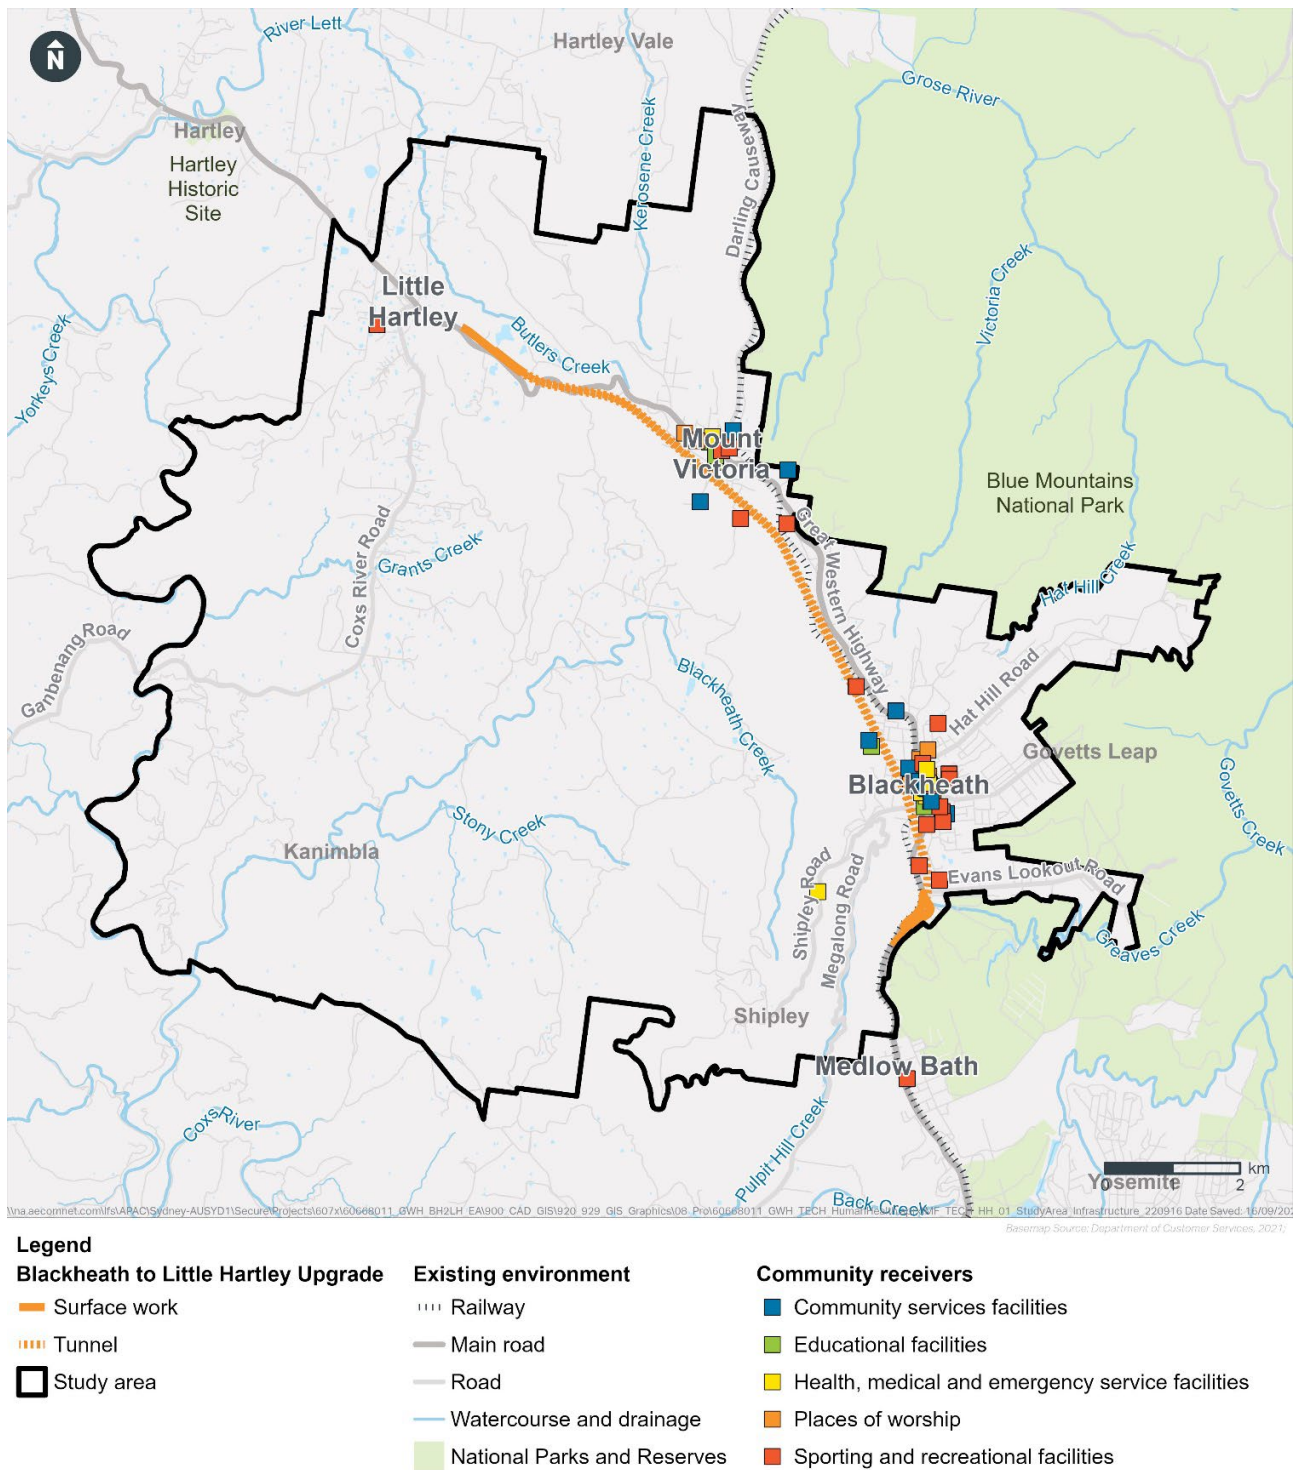 N
River Lett
Hartley Vale
Grose River
Hartley
Kerosene Creek
Darling Causeway
Hartley
Historic
Site
Victoria Creek
Little
Hartley
Butlers Creek
Yorkeys Creek
Mount
Victoria
Blue Mountains
National Park
Great Western Highway
Coxs River Road
Grants Creek
Hat Hill Creek
Ganbenang Road
Blackheath Creek
Hat Hill Road
Govetts Leap
Govetts Creek
Blackheath
Stony Creek
Kanimbla
Shipley Road
Megalong Road
Evans Lookout Road
Greaves Creek
Shipley
Medlow Bath
Coxs River
Pulpit Hill Creek
Back Creek
Yosemite
km
0 1 2
Basemap Source: Department of Customer Services, 2021;
Legend
Blackheath to Little Hartley Upgrade
Surface work
Tunnel
Study area
Existing environment
Railway
Main road
Road
Watercourse and drainage
National Parks and Reserves
Community receivers
Community services facilities
Educational facilities
Health, medical and emergency service facilities
Places of worship
Sporting and recreational facilities